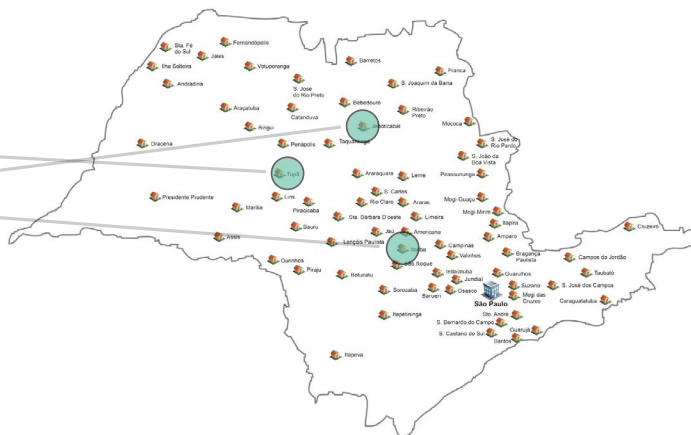 Sta. Fé
do Sul
Fernandópolis
Jales
Ilha Solteira
Votuporanga
Barretos
Franca
Andradina
S. José
do Rio Preto
S. Joaquim da Barra
Araçatuba
Catanduva
Bebedouro
Ribeirão
Preto
Birigui
Jaboticabal
Mococa
Dracena
Penápolis
Taquaritinga
S. José do
Rio Pardo
S. João da
Boa Vista
Tupã
Araraquara
Leme
Pirassununga
Presidente Prudente
Lins
S. Carlos
Marília
Piracicaba
Rio Claro
Araras
Mogi-Guaçu
Mogi-Mirim
Sta. Bárbara D'oeste
Limeira
Itapira
Cruzeiro
Assis
Bauru
Jaú
Americana
Amparo
Lençóis Paulista
Campinas
Valinhos
Bragança
Paulista
Campos do Jordão
Ourinhos
São Roque
Piraju
Botucatu
Indaiatuba
Jundiaí
Guarulhos
Taubaté
Sorocaba
Barueri
Osasco
Suzano
S. José dos Campos
São Paulo
Mogi das
Cruzes
Caraguatatuba
Itapetininga
Sto. André
S. Bernardo do Campo
S. Caetano do Sul
Guarujá
Santos
Itapeva